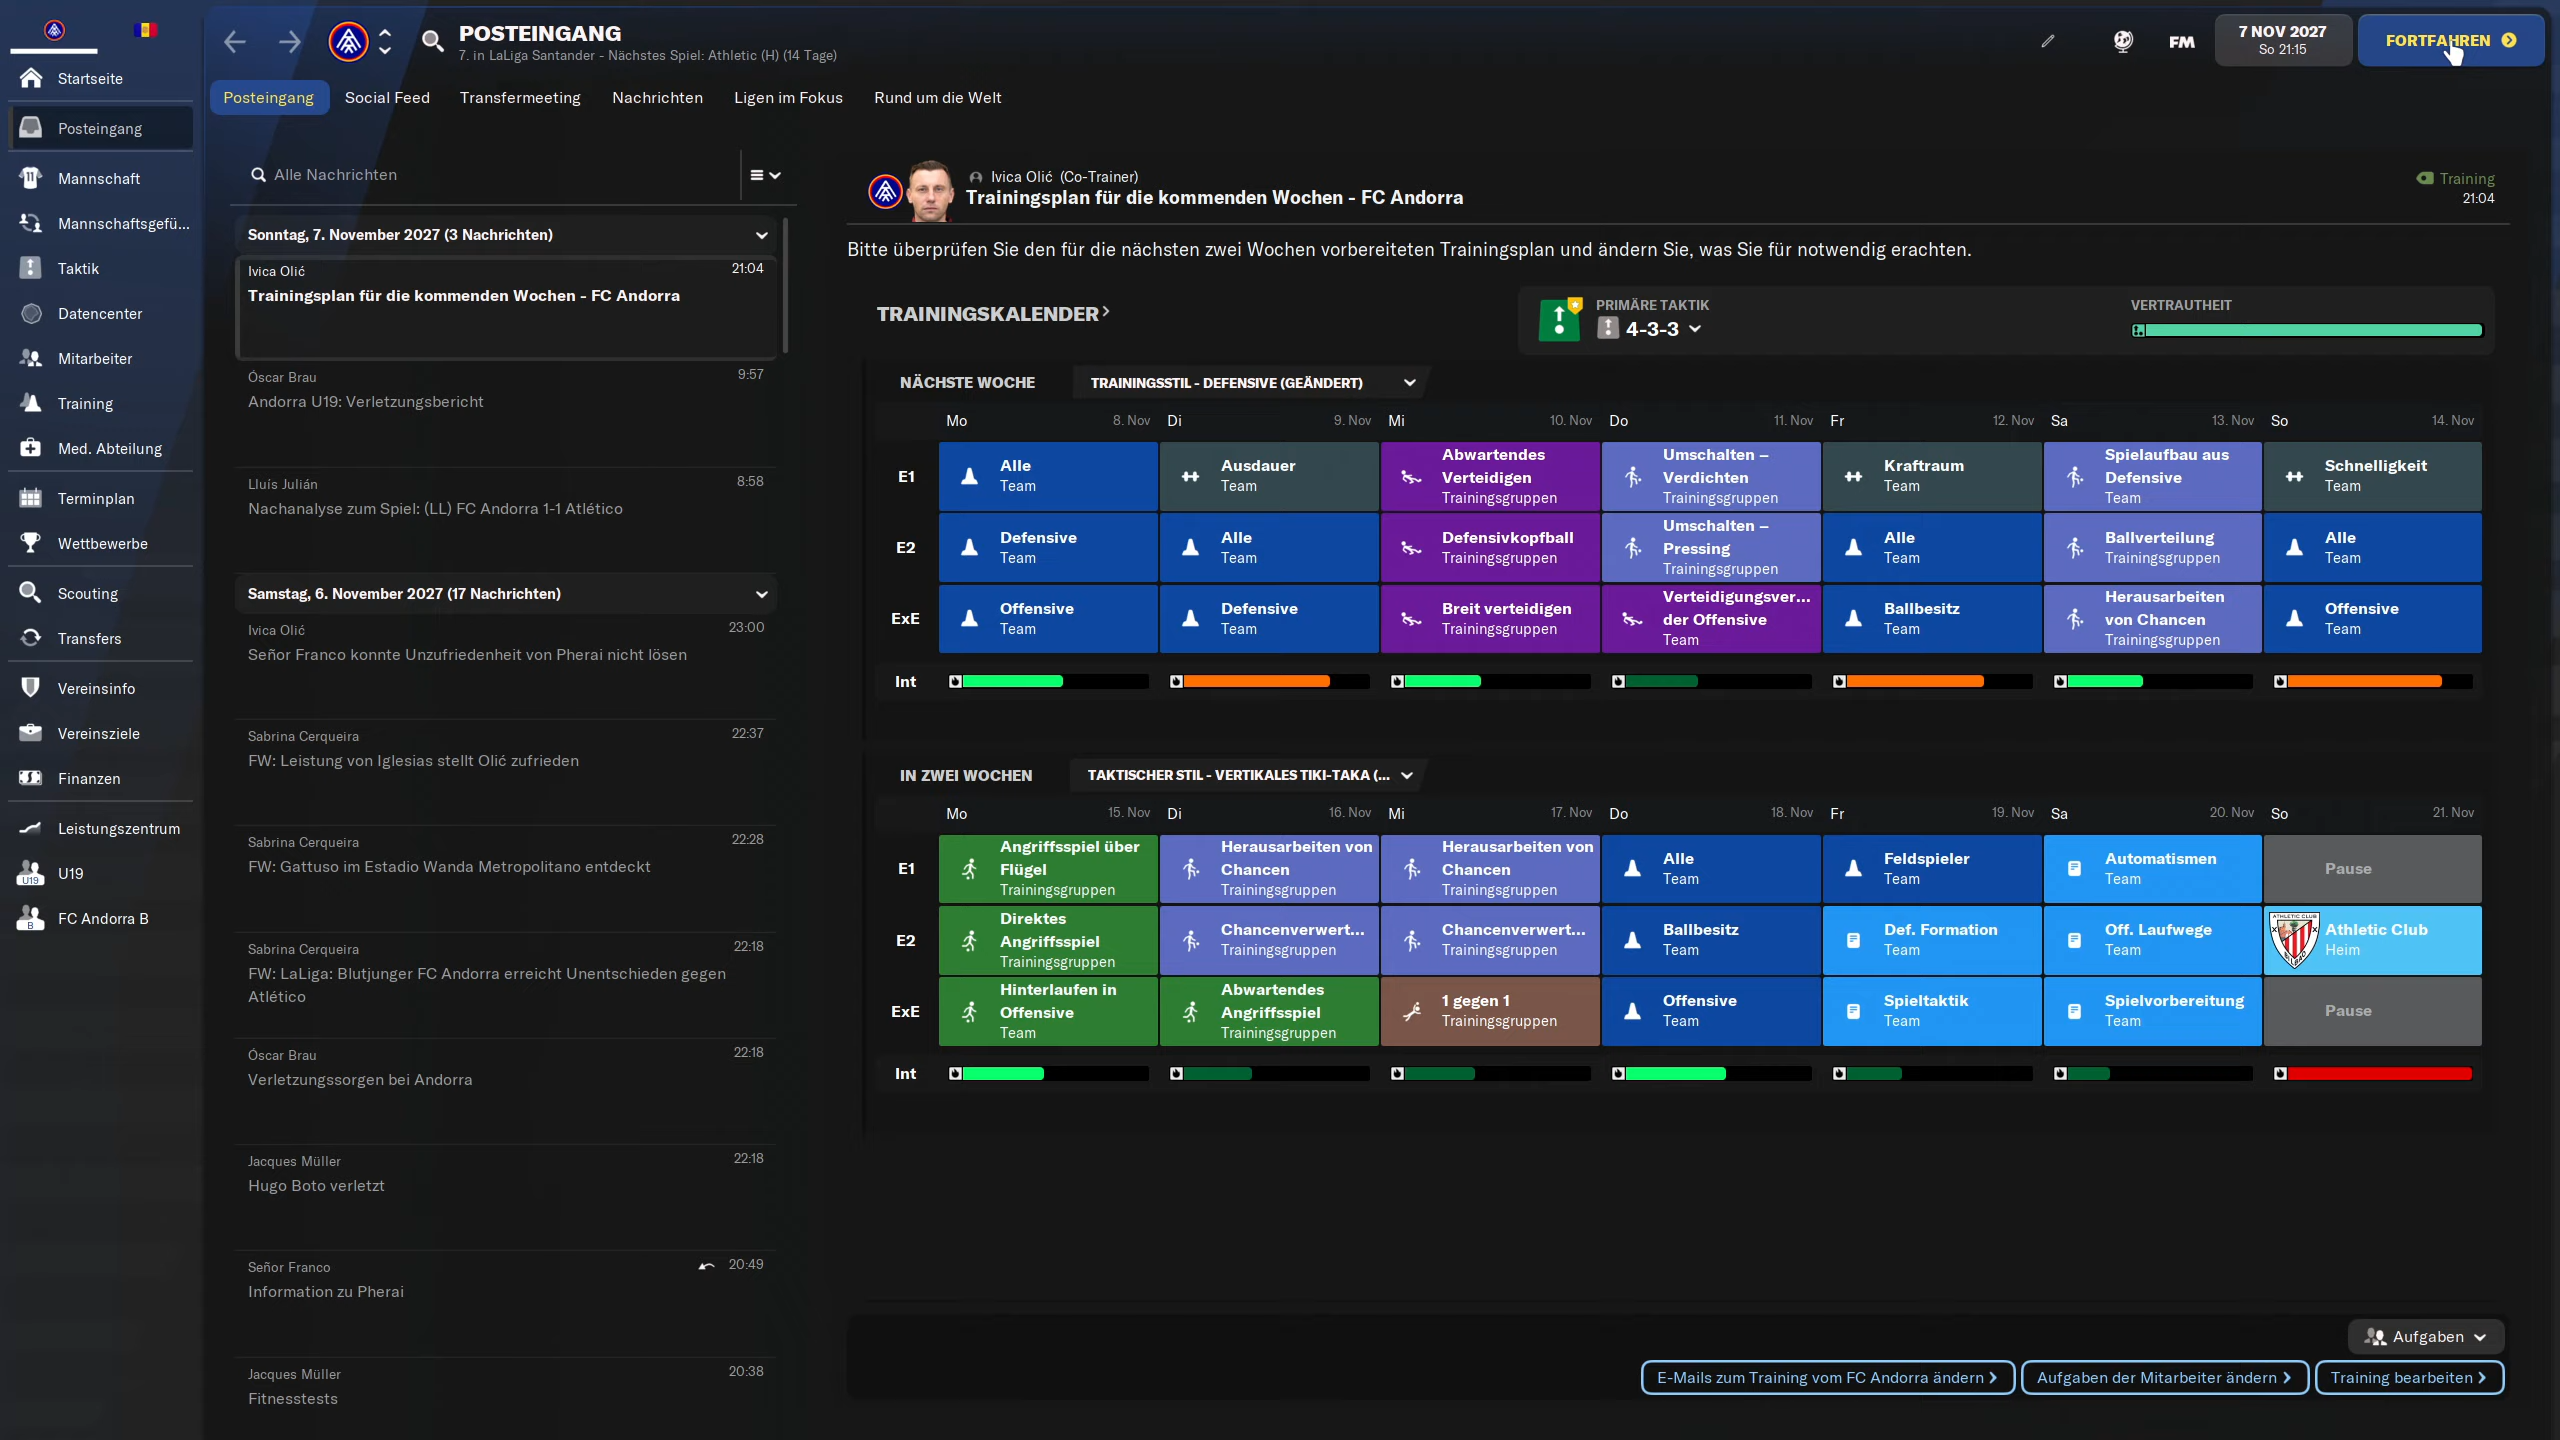 POSTEINGANG
7. in LaLiga Santander - Nächstes Spiel: Athletic (H) (14 Tage)
FM
7 NOV 2027
So 21:15
FORTFAHREN
Startseite
Posteingang
Mannschaft
Mannschaftsgefü...
Taktik
Datencenter
Mitarbeiter
Training
Med. Abteilung
Terminplan
Wettbewerbe
Scouting
Transfers
Vereinsinfo
Vereinsziele
Finanzen
Leistungszentrum
U19
U19
B
FC Andorra B
Posteingang
Social Feed
Transfermeeting
Nachrichten
Ligen im Fokus
Rund um die Welt
Alle Nachrichten
Sonntag, 7. November 2027 (3 Nachrichten)
Ivica Olić
21:04
Trainingsplan für die kommenden Wochen - FC Andorra
Óscar Brau
9:57
Andorra U19: Verletzungsbericht
Lluís Julián
8:58
Nachanalyse zum Spiel: (LL) FC Andorra 1-1 Atlético
Samstag, 6. November 2027 (17 Nachrichten)
Ivica Olić
23:00
Señor Franco konnte Unzufriedenheit von Pherai nicht lösen
Sabrina Cerqueira
22:37
FW: Leistung von Iglesias stellt Olić zufrieden
Sabrina Cerqueira
22:28
FW: Gattuso im Estadio Wanda Metropolitano entdeckt
Sabrina Cerqueira
22:18
FW: LaLiga: Blutjunger FC Andorra erreicht Unentschieden gegen
Atlético
Óscar Brau
22:18
Verletzungssorgen bei Andorra
Jacques Müller
22:18
Hugo Boto verletzt
Señor Franco
20:49
Information zu Pherai
Jacques Müller
20:38
Fitnesstests
Ivica Olić (Co-Trainer)
Trainingsplan für die kommenden Wochen - FC Andorra
Training
21:04
Bitte überprüfen Sie den für die nächsten zwei Wochen vorbereiteten Trainingsplan und ändern Sie, was Sie für notwendig erachten.
TRAININGSKALENDER
PRIMÄRE TAKTIK
4-3-3
VERTRAUTHEIT
NÄCHSTE WOCHE
TRAININGSSTIL - DEFENSIVE (GEÄNDERT)
Mo 8. Nov Di 9. Nov Mi 10. Nov Do 11. Nov Fr 12. Nov Sa 13. Nov So 14. Nov
E1
Alle
Team
Ausdauer
Team
Abwartendes
Verteidigen
Trainingsgruppen
Umschalten –
Verdichten
Trainingsgruppen
Kraftraum
Team
Spielaufbau aus
Defensive
Team
Schnelligkeit
Team
E2
Defensive
Team
Alle
Team
Defensivkopfball
Trainingsgruppen
Umschalten –
Pressing
Trainingsgruppen
Alle
Team
Ballverteilung
Trainingsgruppen
Alle
Team
ExE
Offensive
Team
Defensive
Team
Breit verteidigen
Trainingsgruppen
Verteidigungsver...
der Offensive
Team
Ballbesitz
Team
Herausarbeiten
von Chancen
Trainingsgruppen
Offensive
Team
Int
IN ZWEI WOCHEN
TAKTISCHER STIL - VERTIKALES TIKI-TAKA (...
Mo 15. Nov Di 16. Nov Mi 17. Nov Do 18. Nov Fr 19. Nov Sa 20. Nov So 21. Nov
E1
Angriffsspiel über
Flügel
Trainingsgruppen
Herausarbeiten von
Chancen
Trainingsgruppen
Herausarbeiten von
Chancen
Trainingsgruppen
Alle
Team
Feldspieler
Team
Automatismen
Team
Pause
E2
Direktes
Angriffsspiel
Trainingsgruppen
Chancenverwert...
Trainingsgruppen
Chancenverwert...
Trainingsgruppen
Ballbesitz
Team
Def. Formation
Team
Off. Laufwege
Team
ATHLETIC CLUB
Athletic Club
Heim
ExE
Hinterlaufen in
Offensive
Team
Abwartendes
Angriffsspiel
Trainingsgruppen
1 gegen 1
Trainingsgruppen
Offensive
Team
Spieltaktik
Team
Spielvorbereitung
Team
Pause
Int
Aufgaben
E-Mails zum Training vom FC Andorra ändern
Aufgaben der Mitarbeiter ändern
Training bearbeiten